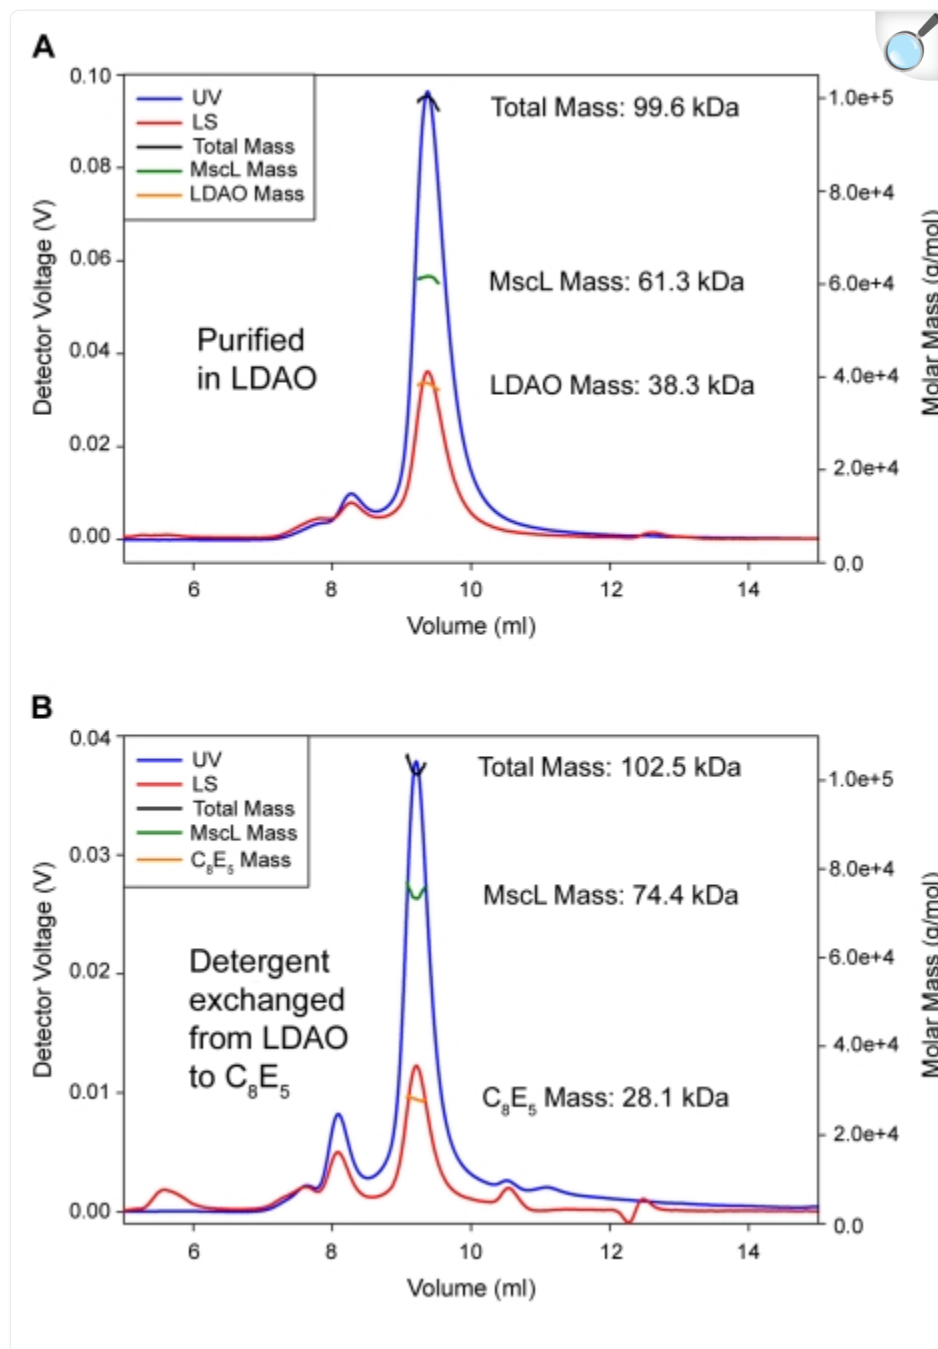 A
0.10
0.08
0.06
0.04
0.02
0.00
Detector Voltage (V)
UV
LS
Total Mass
MscL Mass
LDAO Mass
Purified
in LDAO
Total Mass: 99.6 kDa
MscL Mass: 61.3 kDa
LDAO Mass: 38.3 kDa
1.0e+5
8.0e+4
6.0e+4
4.0e+4
2.0e+4
0.0
Molar Mass (g/mol)
6 8 10 12 14
Volume (ml)
B
0.04
0.03
0.02
0.01
0.00
Detector Voltage (V)
UV
LS
Total Mass
MscL Mass
C₈E₅ Mass
Detergent
exchanged
from LDAO
to C₈E₅
Total Mass: 102.5 kDa
MscL Mass: 74.4 kDa
C₈E₅ Mass: 28.1 kDa
1.0e+5
8.0e+4
6.0e+4
4.0e+4
2.0e+4
0.0
Molar Mass (g/mol)
6 8 10 12 14
Volume (ml)